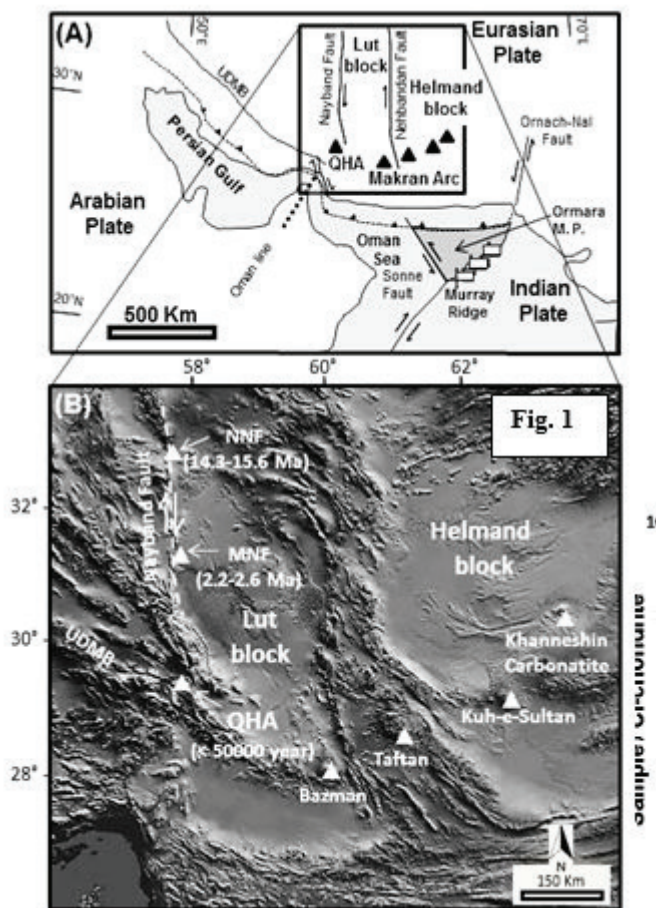 (A)
50°E
70°E
Eurasian
Plate
30°N
UDMB
Nayband Fault
Lut
block
Nehbandan Fault
Helmand
block
Ornach-Nal
Fault
Persian Gulf
QHA
Makran Arc
Arabian
Plate
Oman line
Oman
Sea
Sonne
Fault
Ormara
M.P.
Murray
Ridge
Indian
Plate
20°N
500 Km
58°
60°
62°
(B)
Fig. 1
NNF
(14.3-15.6 Ma)
Nayband Fault
32°
MNF
(2.2-2.6 Ma)
Helmand
block
Lut
block
30°
Khanneshin
Carbonatite
UDMB
QHA
(< 50000 year)
Kuh-e-Sultan
Taftan
28°
Bazman
N
150 Km